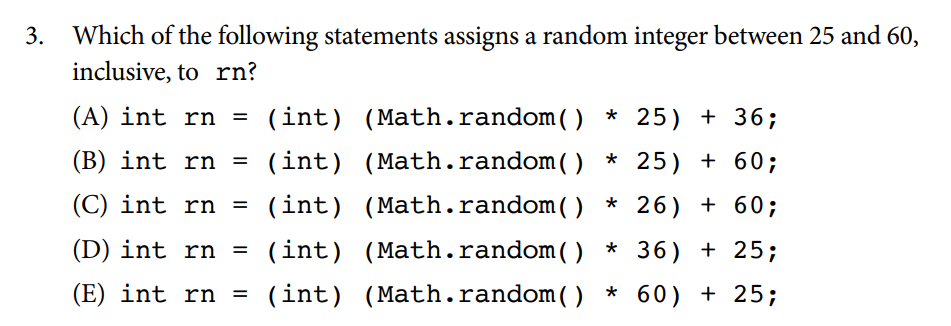 3. Which of the following statements assigns a random integer between 25 and 60,
inclusive, to rn?
(A) int rn = (int) (Math.random() * 25) + 36;
(B) int rn = (int) (Math.random() * 25) + 60;
(C) int rn = (int) (Math.random() * 26) + 60;
(D) int rn = (int) (Math.random() * 36) + 25;
(E) int rn = (int) (Math.random() * 60) + 25;